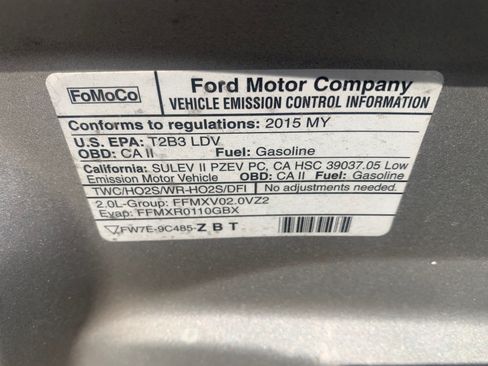 FoMoCo
Ford Motor Company
VEHICLE EMISSION CONTROL INFORMATION
Conforms to regulations: 2015 MY
U.S. EPA: T2B3 LDV
OBD: CA II Fuel: Gasoline
California: SULEV II PZEV PC, CA HSC 39037.05 Low
Emission Motor Vehicle OBD: CA II Fuel: Gasoline
TWC/HO2S/WR-HO2S/DFI No adjustments needed.
2.0L-Group: FFMXV02.0VZ2
Evap: FFMXR0110GBX
FW7E-9C485-Z B T